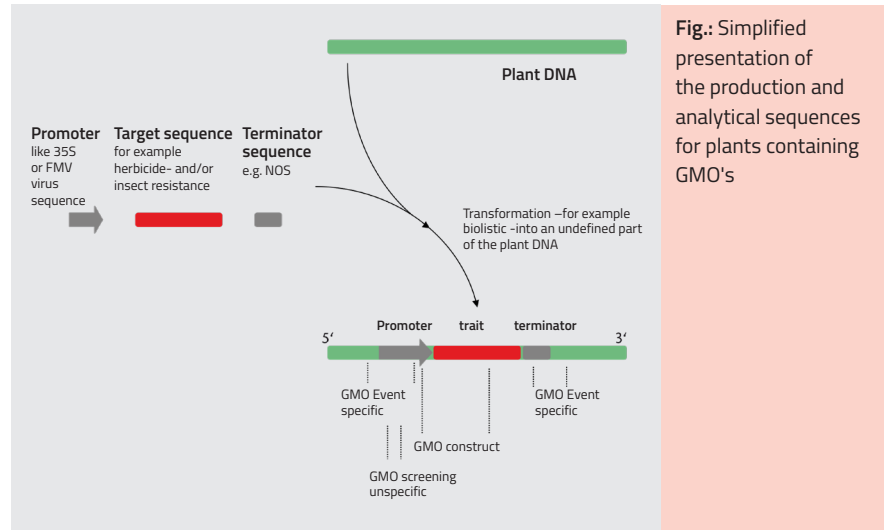 Plant DNA
Promoter
like 35S
or FMV
virus
sequence
Target sequence
for example
herbicide- and/or
insect resistance
Terminator
sequence
e.g. NOS
Transformation –for example
biolistic -into an undefined part
of the plant DNA
5‘
Promoter
trait
terminator
3‘
GMO Event
specific
GMO Event
specific
GMO construct
GMO screening
unspecific
Fig.: Simplified
presentation of
the production and
analytical sequences
for plants containing
GMO's